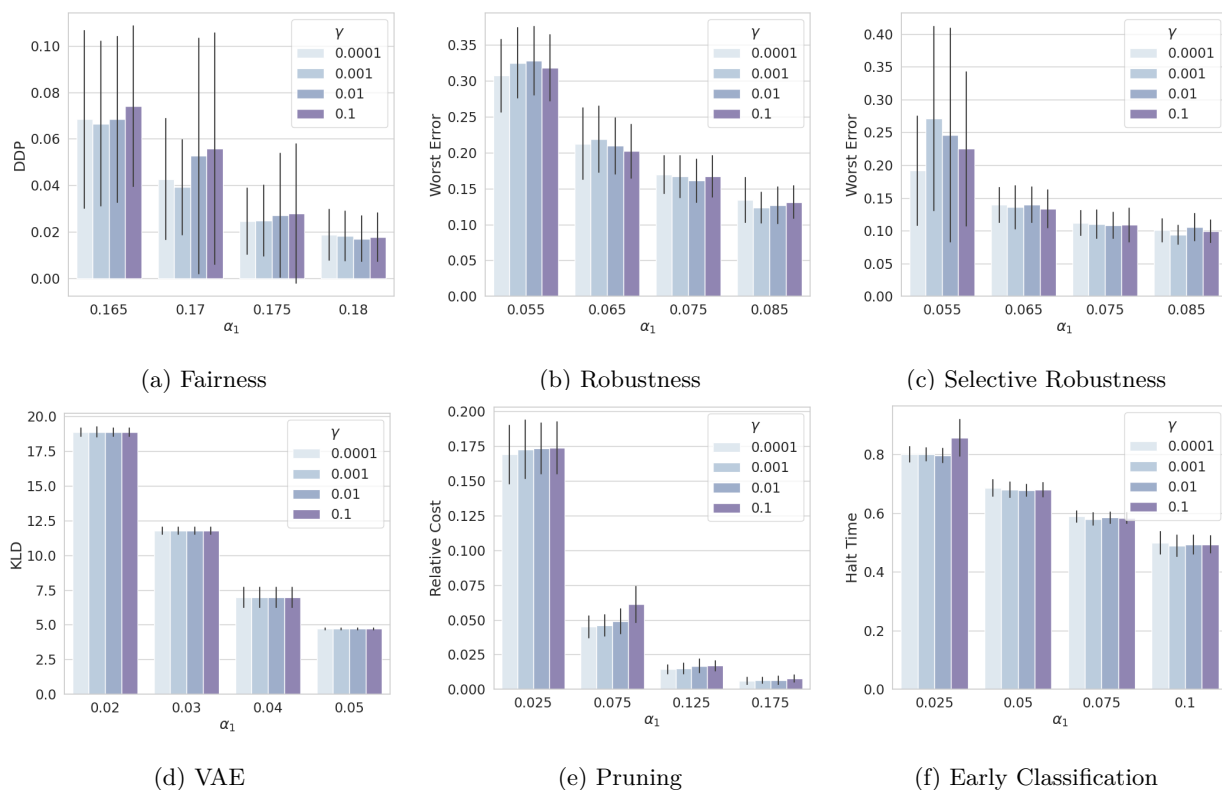 0.10
0.08
0.06
0.04
0.02
0.00
DDP
0.165 0.17 0.175 0.18
α₁
γ
0.0001
0.001
0.01
0.1
(a) Fairness
0.35
0.30
0.25
0.20
0.15
0.10
0.05
0.00
Worst Error
0.055 0.065 0.075 0.085
α₁
γ
0.0001
0.001
0.01
0.1
(b) Robustness
0.40
0.35
0.30
0.25
0.20
0.15
0.10
0.05
0.00
Worst Error
0.055 0.065 0.075 0.085
α₁
γ
0.0001
0.001
0.01
0.1
(c) Selective Robustness
20.0
17.5
15.0
12.5
10.0
7.5
5.0
2.5
0.0
KLD
0.02 0.03 0.04 0.05
α₁
γ
0.0001
0.001
0.01
0.1
(d) VAE
0.200
0.175
0.150
0.125
0.100
0.075
0.050
0.025
0.000
Relative Cost
0.025 0.075 0.125 0.175
α₁
γ
0.0001
0.001
0.01
0.1
(e) Pruning
0.8
0.6
0.4
0.2
0.0
Halt Time
0.025 0.05 0.075 0.1
α₁
γ
0.0001
0.001
0.01
0.1
(f) Early Classification